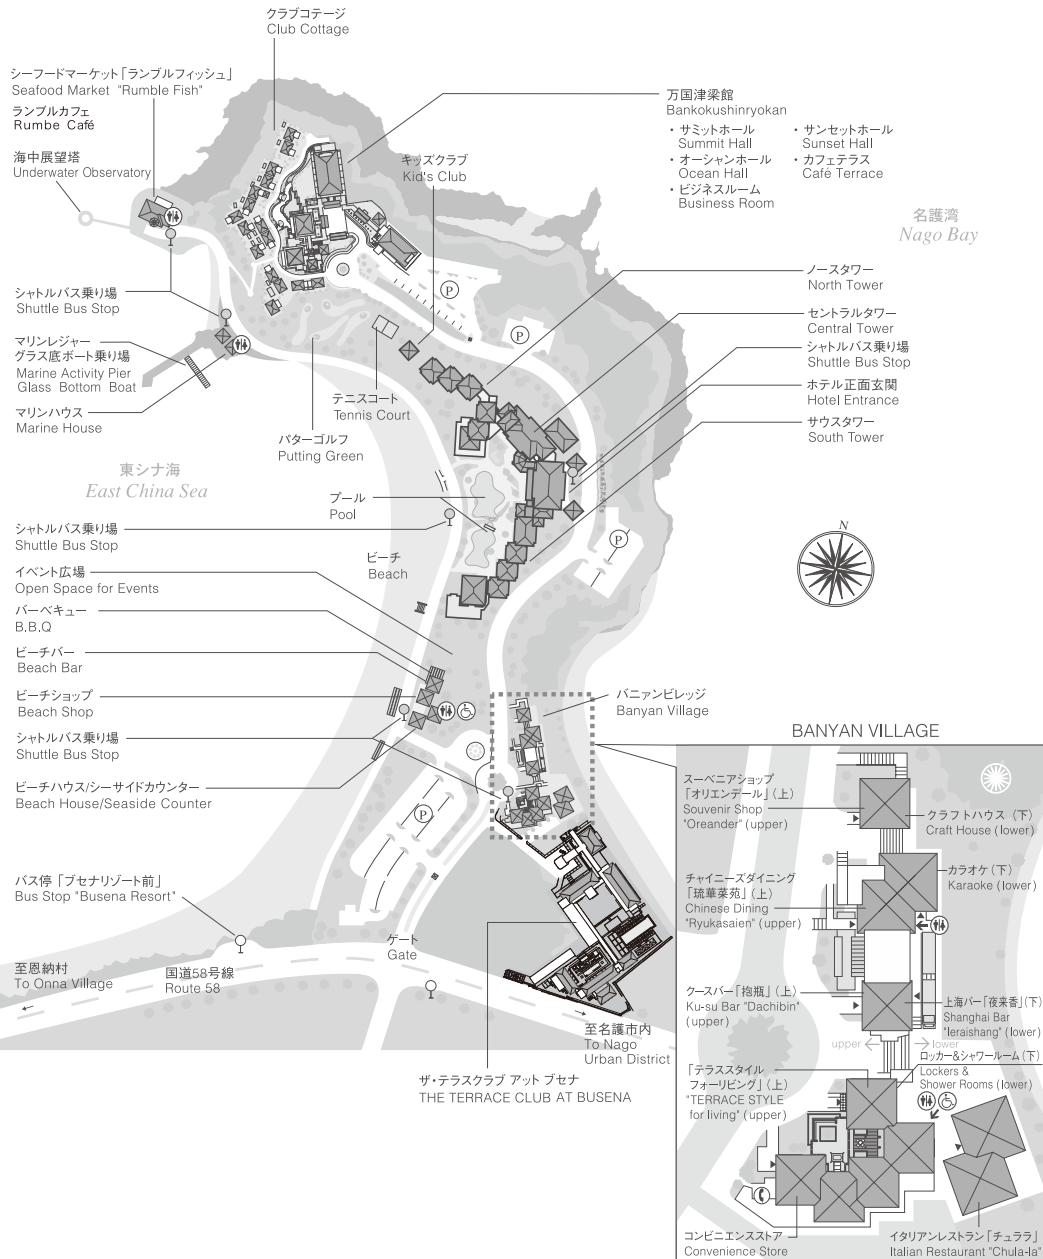 クラブコテージ
Club Cottage
シーフードマーケット「ランブルフィッシュ」
Seafood Market "Rumble Fish"
ランブルカフェ
Rumbe Café
海中展望塔
Underwater Observatory
万国津梁館
Bankokushinryokan
・サミットホール
Summit Hall
・サンセットホール
Sunset Hall
・オーシャンホール
Ocean Hall
・カフェテラス
Café Terrace
・ビジネスルーム
Business Room
キッズクラブ
Kid's Club
名護湾
Nago Bay
シャトルバス乗り場
Shuttle Bus Stop
マリンレジャー
グラス底ボート乗り場
Marine Activity Pier
Glass Bottom Boat
マリンハウス
Marine House
P
P
ノースタワー
North Tower
セントラルタワー
Central Tower
シャトルバス乗り場
Shuttle Bus Stop
ホテル正面玄関
Hotel Entrance
サウスタワー
South Tower
テニスコート
Tennis Court
パターゴルフ
Putting Green
東シナ海
East China Sea
プール
Pool
シャトルバス乗り場
Shuttle Bus Stop
P
N
ビーチ
Beach
イベント広場
Open Space for Events
バーベキュー
B.B.Q
ビーチバー
Beach Bar
ビーチショップ
Beach Shop
シャトルバス乗り場
Shuttle Bus Stop
ビーチハウス/シーサイドカウンター
Beach House/Seaside Counter
P
バニァンビレッジ
Banyan Village
バス停「ブセナリゾート前」
Bus Stop "Busena Resort"
ゲート
Gate
至恩納村
To Onna Village
国道58号線
Route 58
至名護市内
To Nago
Urban District
ザ・テラスクラブ アット ブセナ
THE TERRACE CLUB AT BUSENA
BANYAN VILLAGE
スーベニアショップ
「オリエンデール」(上)
Souvenir Shop
"Oreander" (upper)
クラフトハウス (下)
Craft House (lower)
カラオケ (下)
Karaoke (lower)
チャイニーズダイニング
「琉華菜苑」(上)
Chinese Dining
"Ryukasaien" (upper)
クースバー「抱瓶」(上)
Ku-su Bar "Dachibin"
(upper)
上海バー「夜来香」(下)
Shanghai Bar
"Ieraishang" (lower)
upper
lower
ロッカー&シャワールーム (下)
Lockers &
Shower Rooms (lower)
「テラススタイル
フォーリビング」(上)
"TERRACE STYLE
for living" (upper)
コンビニエンスストア
Convenience Store
イタリアンレストラン「チュララ」
Italian Restaurant "Chula-la"